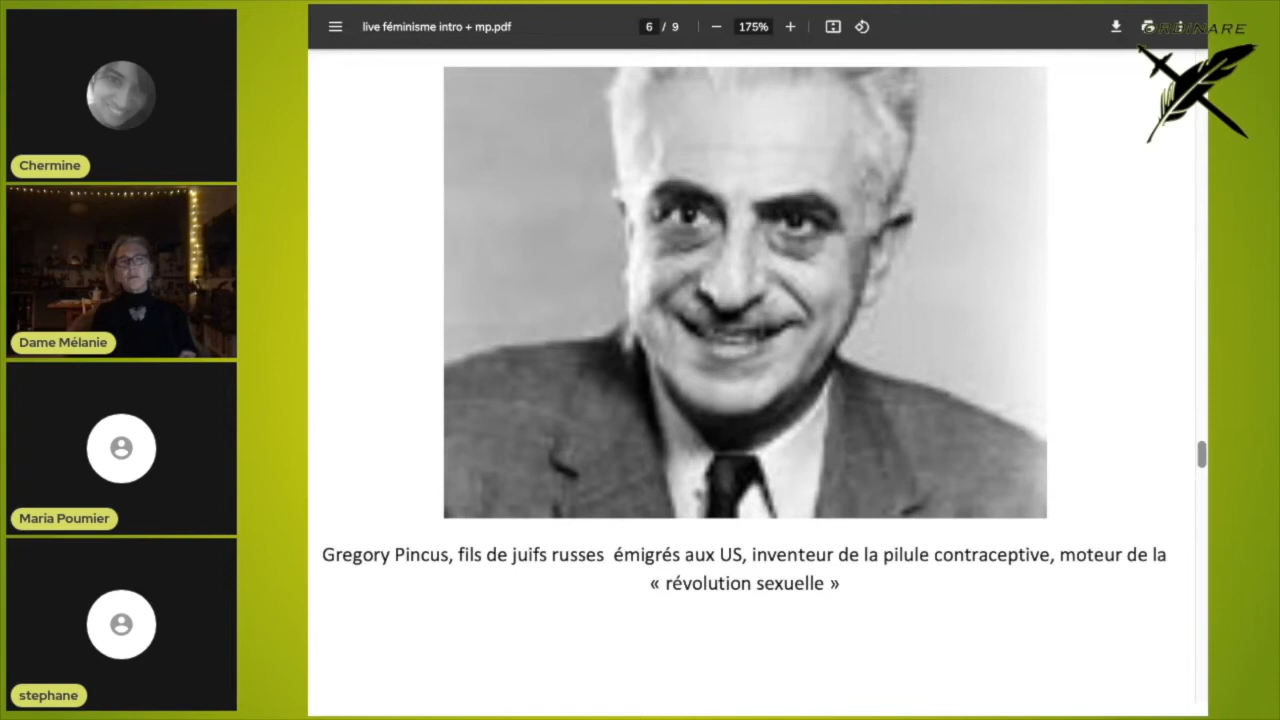 live féminisme intro + mp.pdf
6 / 9
175%
ORDINARE
Chermine
Dame Mélanie
Maria Poumier
stephane
Gregory Pincus, fils de juifs russes émigrés aux US, inventeur de la pilule contraceptive, moteur de la
« révolution sexuelle »